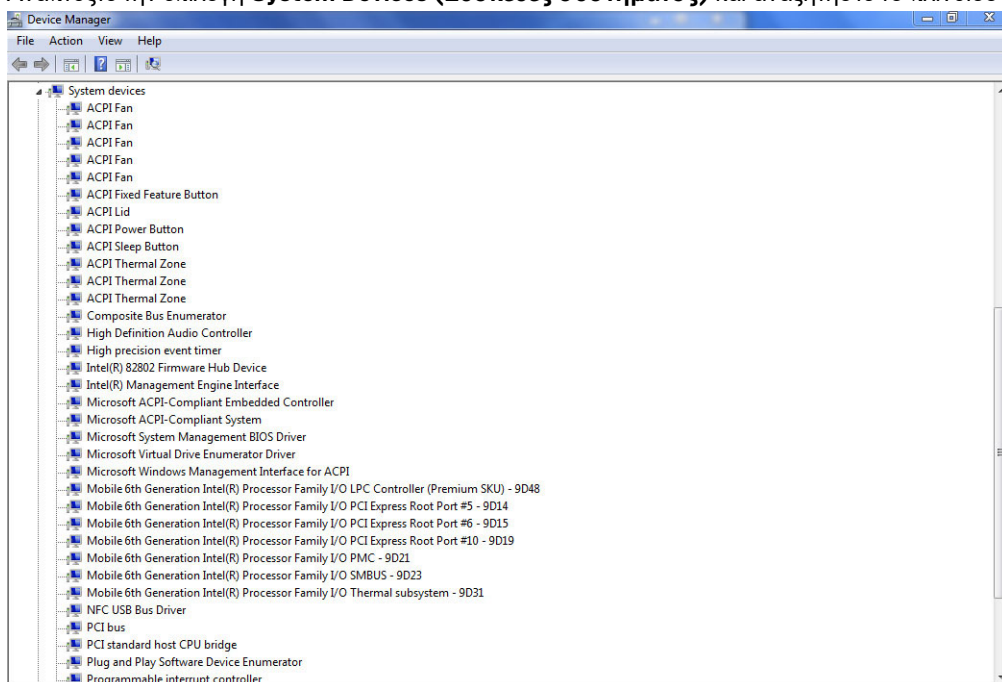 System Devices (Συσκευές συστήματος)
Device Manager
File Action View Help
System devices
ACPI Fan
ACPI Fan
ACPI Fan
ACPI Fan
ACPI Fan
ACPI Fixed Feature Button
ACPI Lid
ACPI Power Button
ACPI Sleep Button
ACPI Thermal Zone
ACPI Thermal Zone
ACPI Thermal Zone
Composite Bus Enumerator
High Definition Audio Controller
High precision event timer
Intel(R) 82802 Firmware Hub Device
Intel(R) Management Engine Interface
Microsoft ACPI-Compliant Embedded Controller
Microsoft ACPI-Compliant System
Microsoft System Management BIOS Driver
Microsoft Virtual Drive Enumerator Driver
Microsoft Windows Management Interface for ACPI
Mobile 6th Generation Intel(R) Processor Family I/O LPC Controller (Premium SKU) - 9D48
Mobile 6th Generation Intel(R) Processor Family I/O PCI Express Root Port #5 - 9D14
Mobile 6th Generation Intel(R) Processor Family I/O PCI Express Root Port #6 - 9D15
Mobile 6th Generation Intel(R) Processor Family I/O PCI Express Root Port #10 - 9D19
Mobile 6th Generation Intel(R) Processor Family I/O PMC - 9D21
Mobile 6th Generation Intel(R) Processor Family I/O SMBUS - 9D23
Mobile 6th Generation Intel(R) Processor Family I/O Thermal subsystem - 9D31
NFC USB Bus Driver
PCI bus
PCI standard host CPU bridge
Plug and Play Software Device Enumerator
Programmable interrupt controller